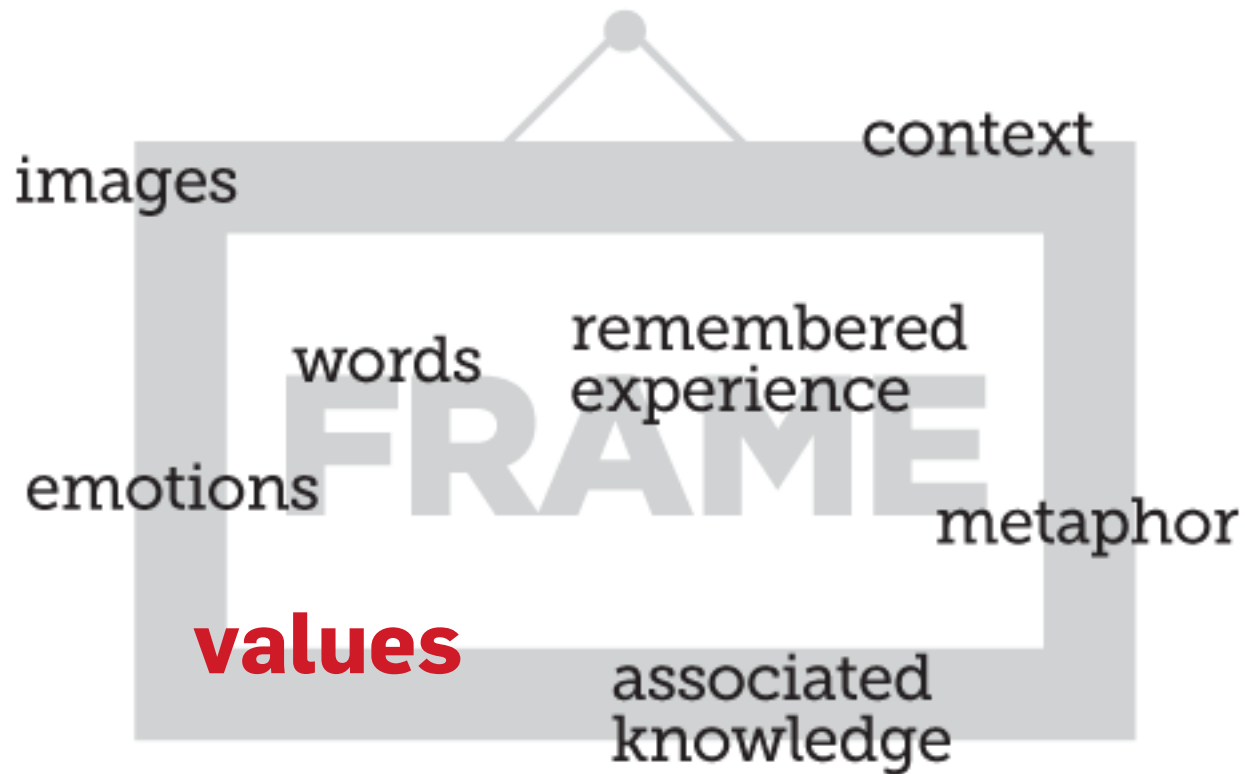 context
images
remembered
words
experience
FRAME
emotions
metaphor
values
associated
knowledge